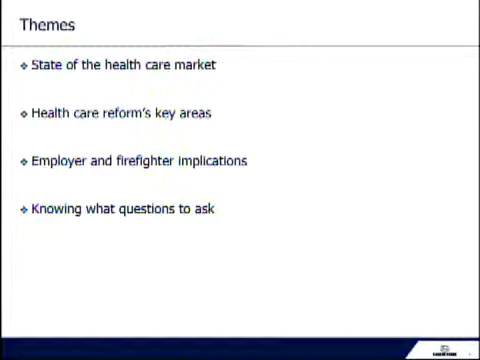 Themes
State of the health care market
Health care reform's key areas
Employer and firefighter implications
Knowing what questions to ask